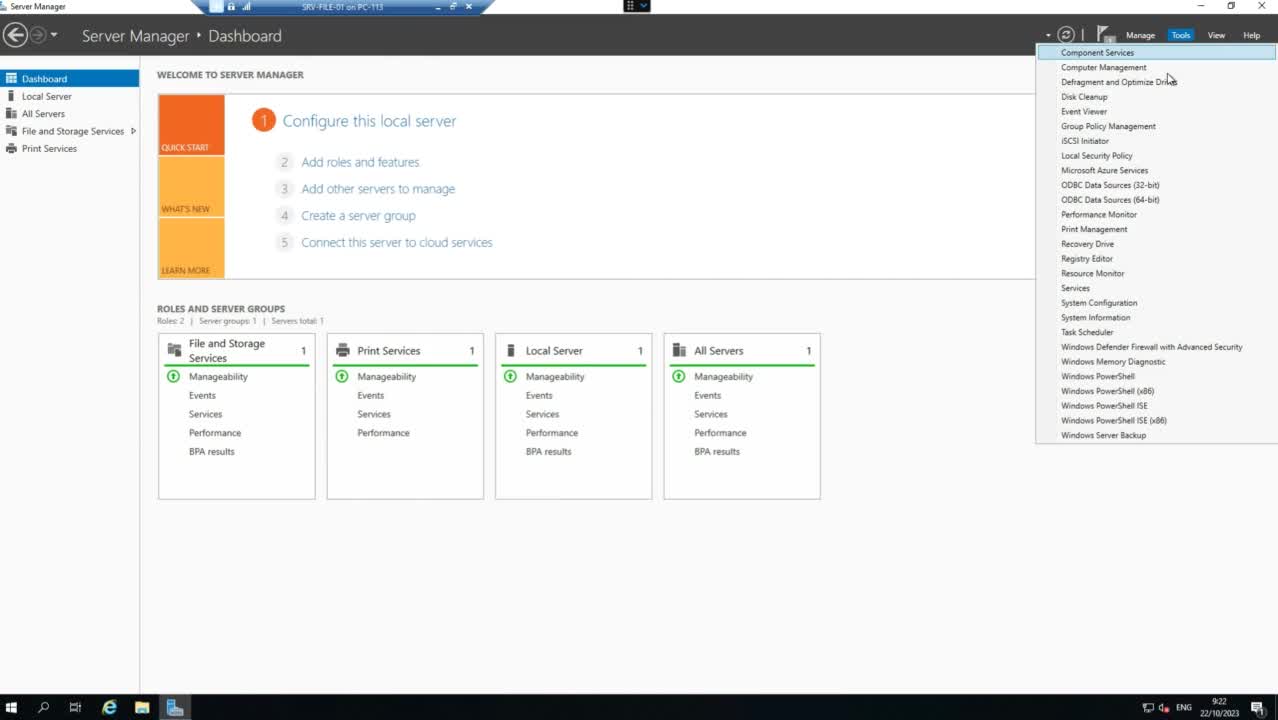 Server Manager
SRV-FILE-01 on PC-113
Server Manager • Dashboard
Manage
Tools
View
Help
Dashboard
Local Server
All Servers
File and Storage Services
Print Services
WELCOME TO SERVER MANAGER
QUICK START
WHAT'S NEW
LEARN MORE
1 Configure this local server
2 Add roles and features
3 Add other servers to manage
4 Create a server group
5 Connect this server to cloud services
ROLES AND SERVER GROUPS
Roles: 2 | Server groups: 1 | Servers total: 1
File and Storage
Services
1
Manageability
Events
Services
Performance
BPA results
Print Services 1
Manageability
Events
Services
Performance
Local Server 1
Manageability
Events
Services
Performance
BPA results
All Servers 1
Manageability
Events
Services
Performance
BPA results
Component Services
Computer Management
Defragment and Optimize Drives
Disk Cleanup
Event Viewer
Group Policy Management
iSCSI Initiator
Local Security Policy
Microsoft Azure Services
ODBC Data Sources (32-bit)
ODBC Data Sources (64-bit)
Performance Monitor
Print Management
Recovery Drive
Registry Editor
Resource Monitor
Services
System Configuration
System Information
Task Scheduler
Windows Defender Firewall with Advanced Security
Windows Memory Diagnostic
Windows PowerShell
Windows PowerShell (x86)
Windows PowerShell ISE
Windows PowerShell ISE (x86)
Windows Server Backup
ENG
9:22
22/10/2023
1